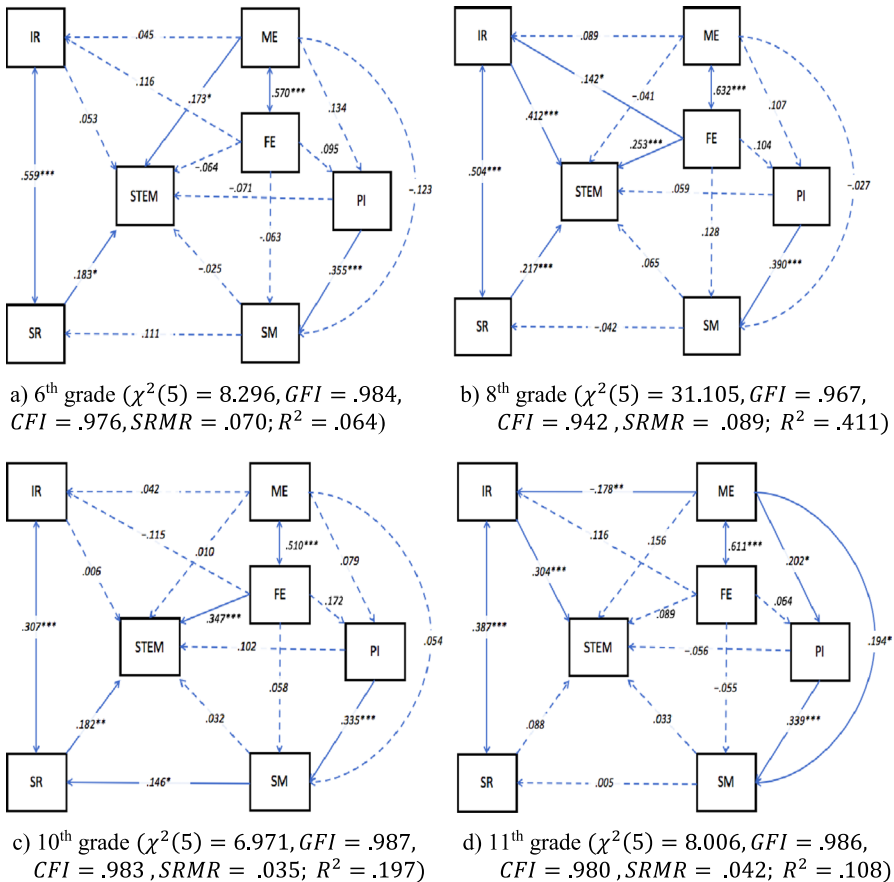 IR
.045
ME
.116
.570***
.173*
.134
.053
FE
.559***
-.064
.095
STEM
-.071
PI
-.123
-.063
-.025
.355***
.183*
SR
.111
SM
a) 6th grade (χ²(5) = 8.296, GFI = .984,
CFI = .976, SRMR = .070; R² = .064)
IR
.089
ME
.142*
.632***
-.041
.107
.412***
FE
.253***
.104
.504***
STEM
.059
PI
-.027
.128
.065
.390***
.217***
SR
-.042
SM
b) 8th grade (χ²(5) = 31.105, GFI = .967,
CFI = .942 , SRMR = .089; R² = .411)
IR
.042
ME
-.115
.510***
.010
.079
.006
FE
.347***
.172
.307***
STEM
.102
PI
.054
.058
.032
.335***
.182**
SR
.146*
SM
c) 10th grade (χ²(5) = 6.971, GFI = .987,
CFI = .983 , SRMR = .035; R² = .197)
IR
-.178**
ME
.116
.611***
.156
.202*
.304***
FE
.089
.064
.387***
STEM
-.056
PI
.194*
-.055
.033
.339***
.088
SR
.005
SM
d) 11th grade (χ²(5) = 8.006, GFI = .986,
CFI = .980, SRMR = .042; R² = .108)